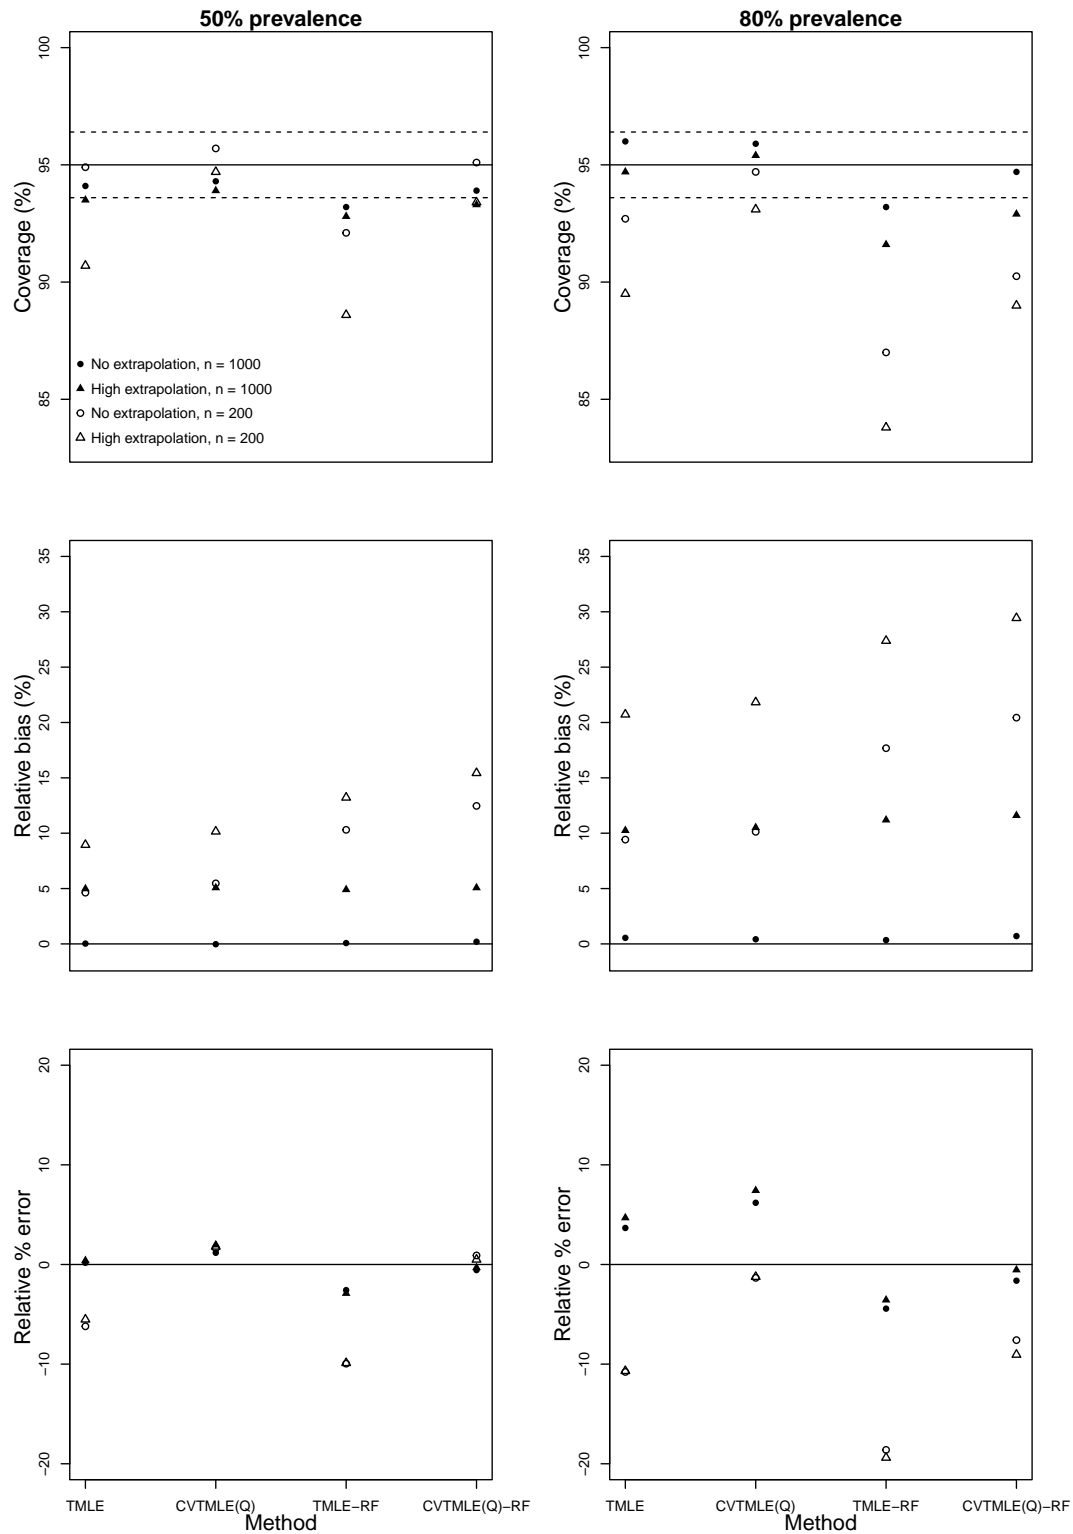 50% prevalence
80% prevalence
Coverage (%)
100
95
90
85
No extrapolation, n = 1000
High extrapolation, n = 1000
No extrapolation, n = 200
High extrapolation, n = 200
Coverage (%)
100
95
90
85
Relative bias (%)
35
30
25
20
15
10
5
0
Relative bias (%)
35
30
25
20
15
10
5
0
Relative % error
20
10
0
−10
−20
TMLE
CVTMLE(Q)
TMLE−RF
CVTMLE(Q)−RF
Method
Relative % error
20
10
0
−10
−20
TMLE
CVTMLE(Q)
TMLE−RF
CVTMLE(Q)−RF
Method